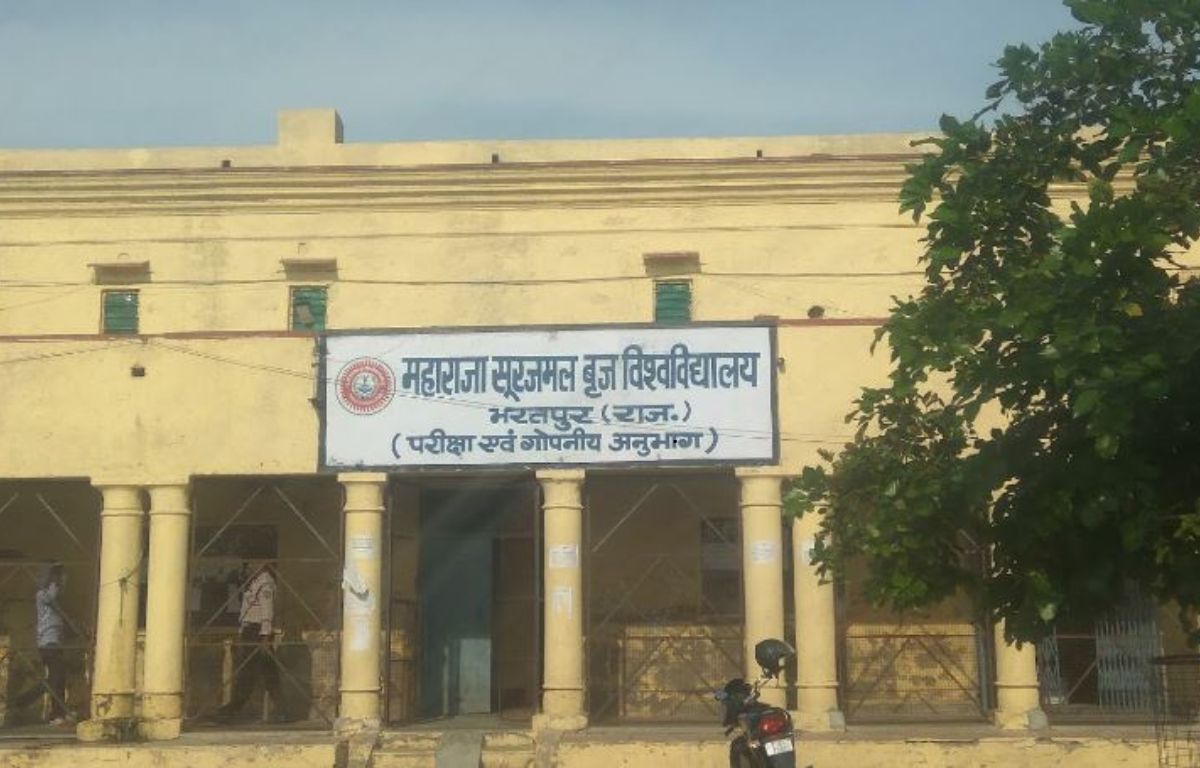 महाराजा सूरजमल बृज विश्वविद्यालय
भरतपुर (राज.)
( परीक्षा एवं गोपनीय अनुभाग )